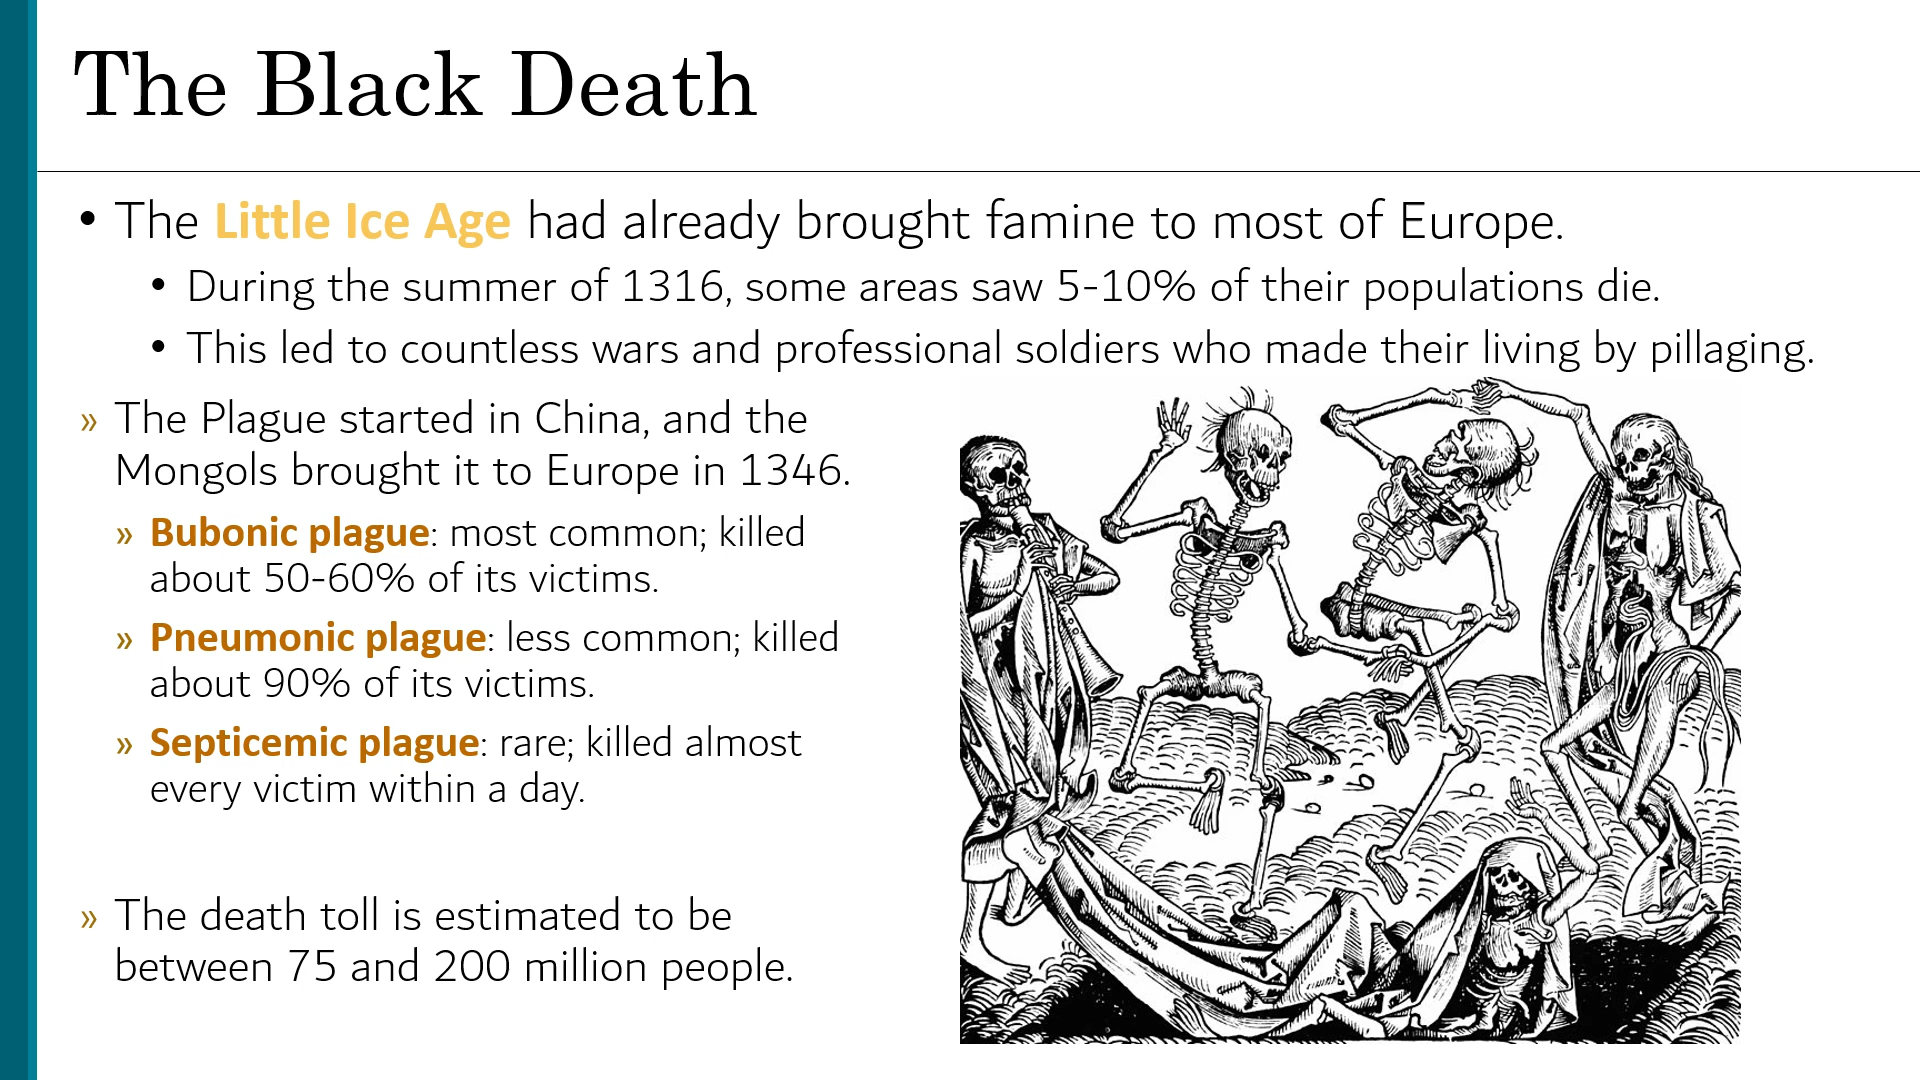 The Black Death
• The Little Ice Age had already brought famine to most of Europe.
• During the summer of 1316, some areas saw 5-10% of their populations die.
• This led to countless wars and professional soldiers who made their living by pillaging.
» The Plague started in China, and the
Mongols brought it to Europe in 1346.
» Bubonic plague: most common; killed
about 50-60% of its victims.
» Pneumonic plague: less common; killed
about 90% of its victims.
» Septicemic plague: rare; killed almost
every victim within a day.
» The death toll is estimated to be
between 75 and 200 million people.